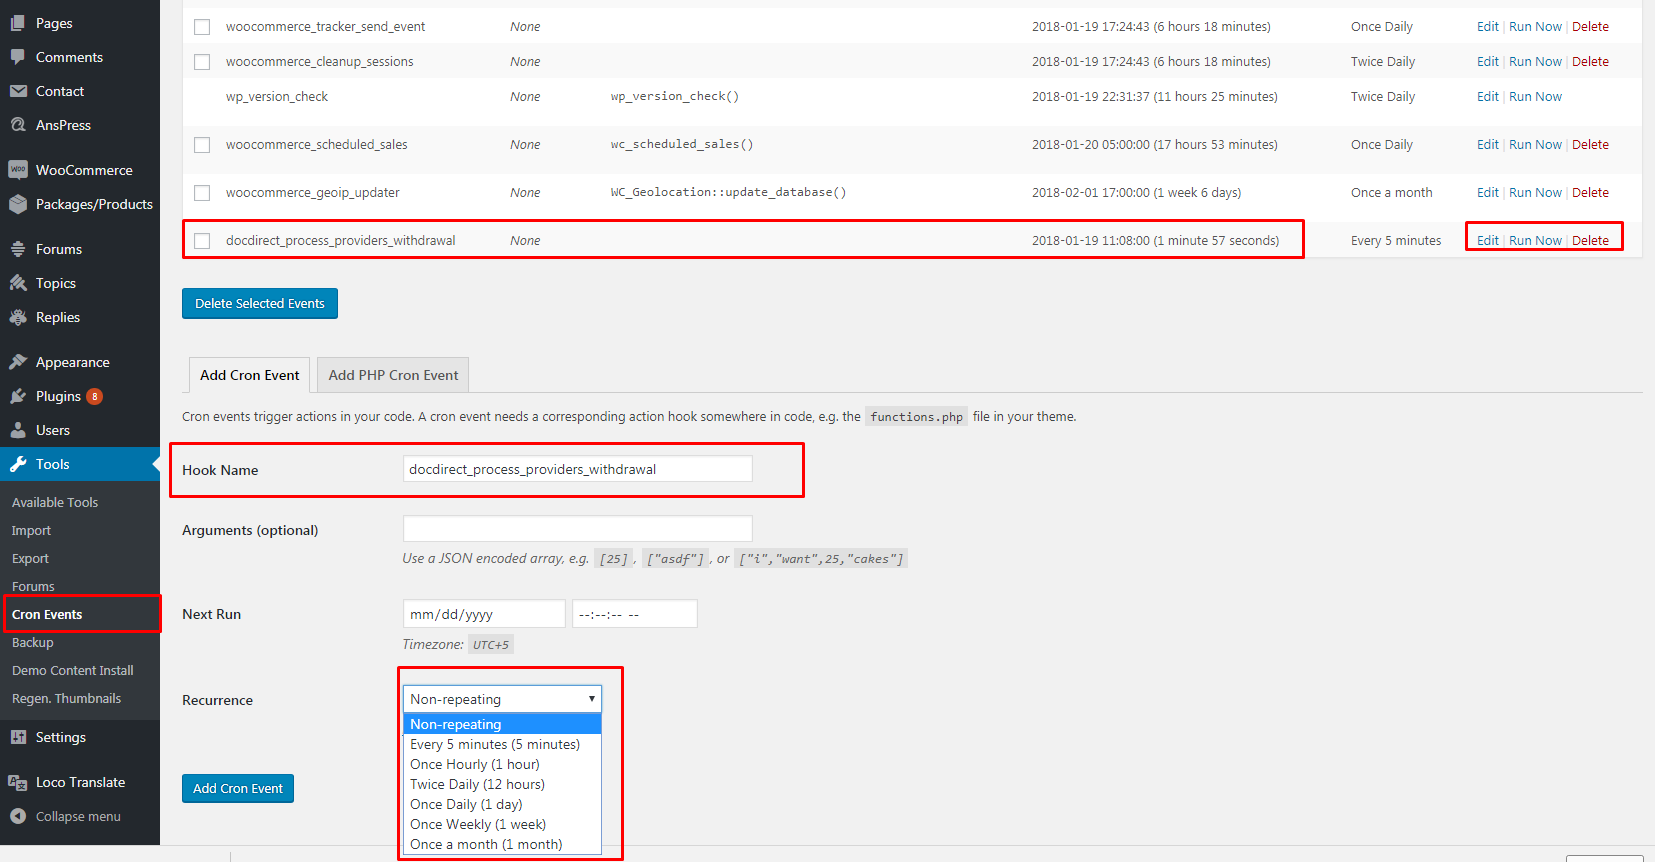 Pages
Comments
Contact
AnsPress
WOO WooCommerce
Packages/Products
Forums
Topics
Replies
Appearance
Plugins 8
Users
Tools
Available Tools
Import
Export
Forums
Cron Events
Backup
Demo Content Install
Regen. Thumbnails
Settings
Loco Translate
Collapse menu
woocommerce_tracker_send_event None 2018-01-19 17:24:43 (6 hours 18 minutes) Once Daily Edit | Run Now | Delete
woocommerce_cleanup_sessions None 2018-01-19 17:24:43 (6 hours 18 minutes) Twice Daily Edit | Run Now | Delete
wp_version_check None wp_version_check() 2018-01-19 22:31:37 (11 hours 25 minutes) Twice Daily Edit | Run Now
woocommerce_scheduled_sales None wc_scheduled_sales() 2018-01-20 05:00:00 (17 hours 53 minutes) Once Daily Edit | Run Now | Delete
woocommerce_geoip_updater None WC_Geolocation::update_database() 2018-02-01 17:00:00 (1 week 6 days) Once a month Edit | Run Now | Delete
docdirect_process_providers_withdrawal None 2018-01-19 11:08:00 (1 minute 57 seconds) Every 5 minutes Edit | Run Now | Delete
Delete Selected Events
Add Cron Event Add PHP Cron Event
Cron events trigger actions in your code. A cron event needs a corresponding action hook somewhere in code, e.g. the functions.php file in your theme.
Hook Name docdirect_process_providers_withdrawal
Arguments (optional)
Use a JSON encoded array, e.g. [25], ["asdf"], or ["i","want",25,"cakes"]
Next Run mm/dd/yyyy --:--:-- --
Timezone: UTC+5
Recurrence Non-repeating
Non-repeating
Every 5 minutes (5 minutes)
Once Hourly (1 hour)
Twice Daily (12 hours)
Once Daily (1 day)
Once Weekly (1 week)
Once a month (1 month)
Add Cron Event